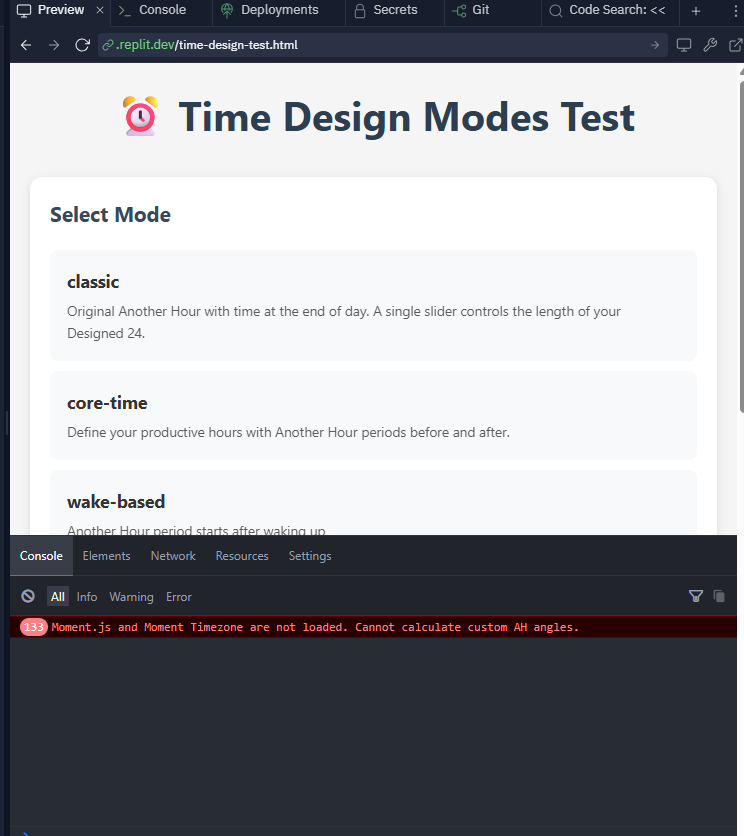 Preview × Console Deployments Secrets Git Code Search: << +
.replit.dev/time-design-test.html
Time Design Modes Test
Select Mode
classic
Original Another Hour with time at the end of day. A single slider controls the length of your
Designed 24.
core-time
Define your productive hours with Another Hour periods before and after.
wake-based
Another Hour period starts after waking up
Console Elements Network Resources Settings
All Info Warning Error
133 Moment.js and Moment Timezone are not loaded. Cannot calculate custom AH angles.